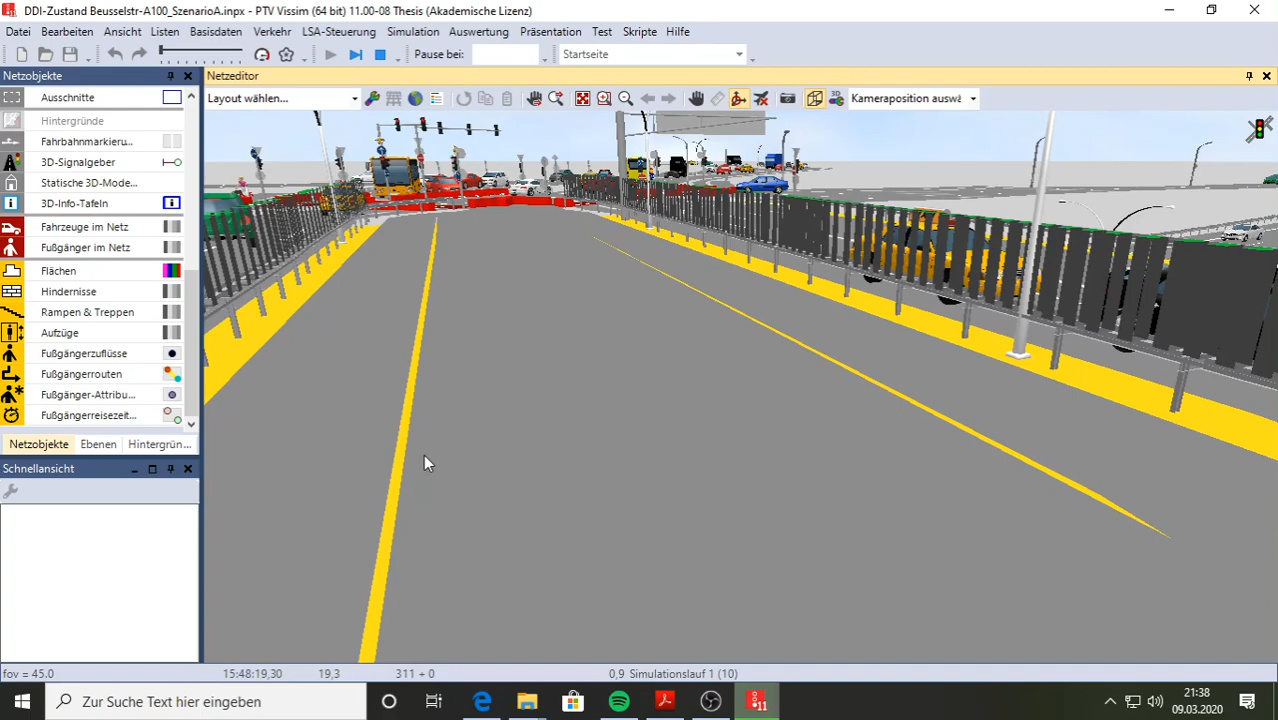 DDI-Zustand Beusselstr-A100_SzenarioA.inpx - PTV Vissim (64 bit) 11.00-08 Thesis (Akademische Lizenz)
Datei Bearbeiten Ansicht Listen Basisdaten Verkehr LSA-Steuerung Simulation Auswertung Präsentation Test Skripte Hilfe
Pause bei: Startseite
Netzobjekte
Netzeditor
Layout wählen...
Kameraposition auswä
Ausschnitte
Hintergründe
Fahrbahnmarkieru...
3D-Signalgeber
Statische 3D-Mode...
3D-Info-Tafeln
Fahrzeuge im Netz
Fußgänger im Netz
Flächen
Hindernisse
Rampen & Treppen
Aufzüge
Fußgängerzuflüsse
Fußgängerrouten
Fußgänger-Attribu...
Fußgängerreisezeit...
Netzobjekte Ebenen Hintergrün...
Schnellansicht
fov = 45.0 15:48:19,30 19,3 311 + 0 0,9 Simulationslauf 1 (10)
Zur Suche Text hier eingeben
11
21:38
09.03.2020